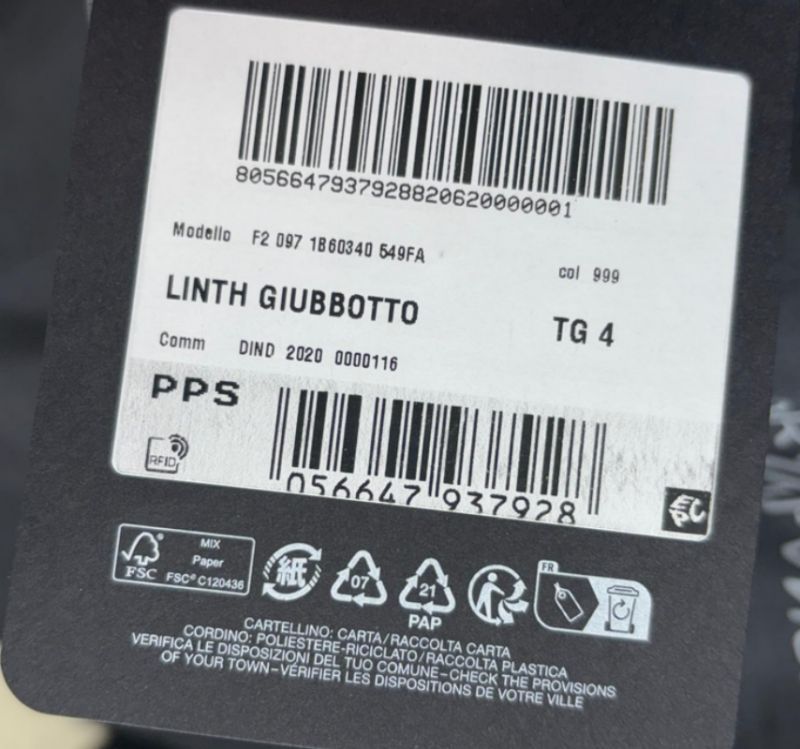 8056647937928820620000001
Modello F2 097 1B60340 549FA
col 999
LINTH GIUBBOTTO
TG 4
Comm DIND 2020 0000116
PPS
RFID
056647 937928
EPC
FSC
MIX
Paper
FSC® C120436
紙
07
21
PAP
FR
CARTELLINO: CARTA/RACCOLTA CARTA
CORDINO: POLIESTERE-RICICLATO/RACCOLTA PLASTICA
VERIFICA LE DISPOSIZIONI DEL TUO COMUNE-CHECK THE PROVISIONS
OF YOUR TOWN-VÉRIFIER LES DISPOSITIONS DE VOTRE VILLE